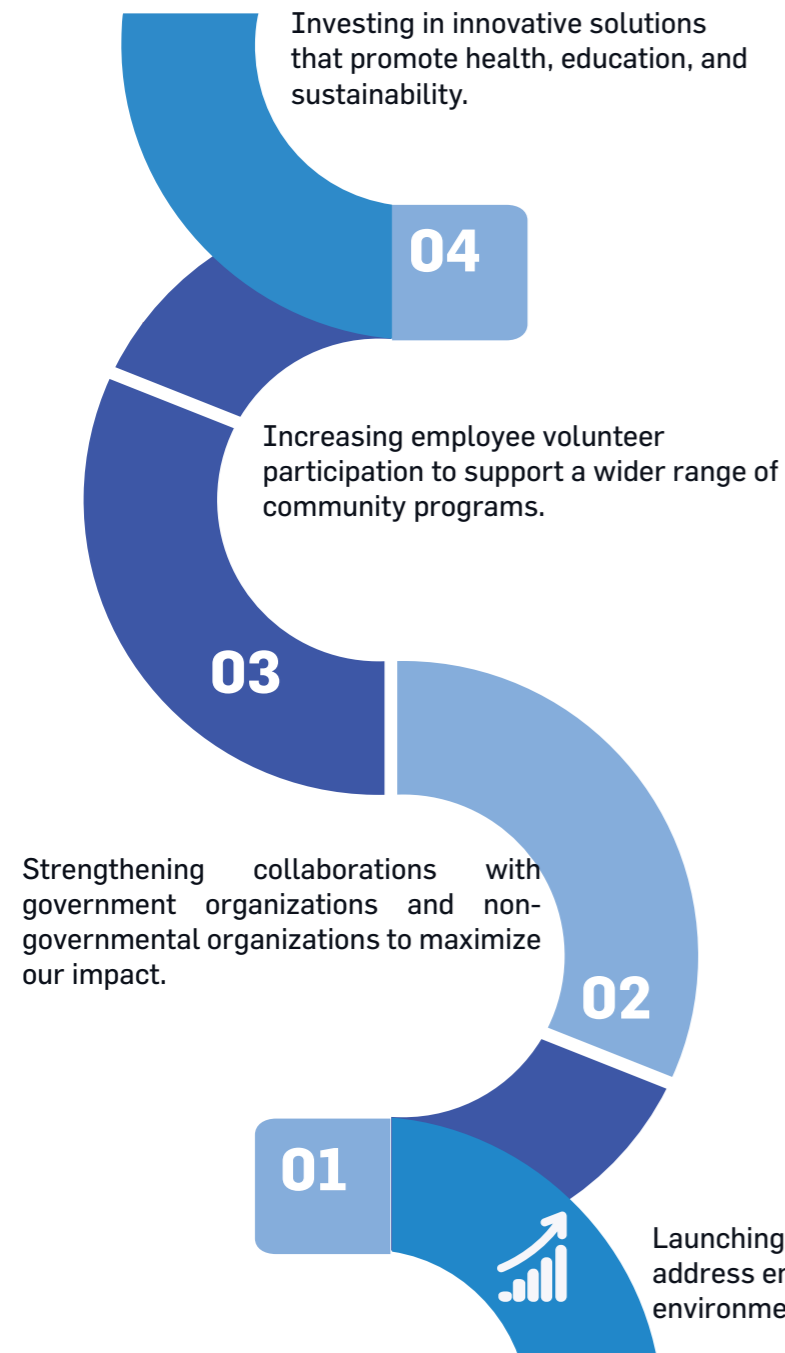 Investing in innovative solutions
that promote health, education, and
sustainability.
04
Increasing employee volunteer
participation to support a wider range of
community programs.
03
Strengthening collaborations with
government organizations and non-
governmental organizations to maximize
our impact.
02
01
Launching
address
environme